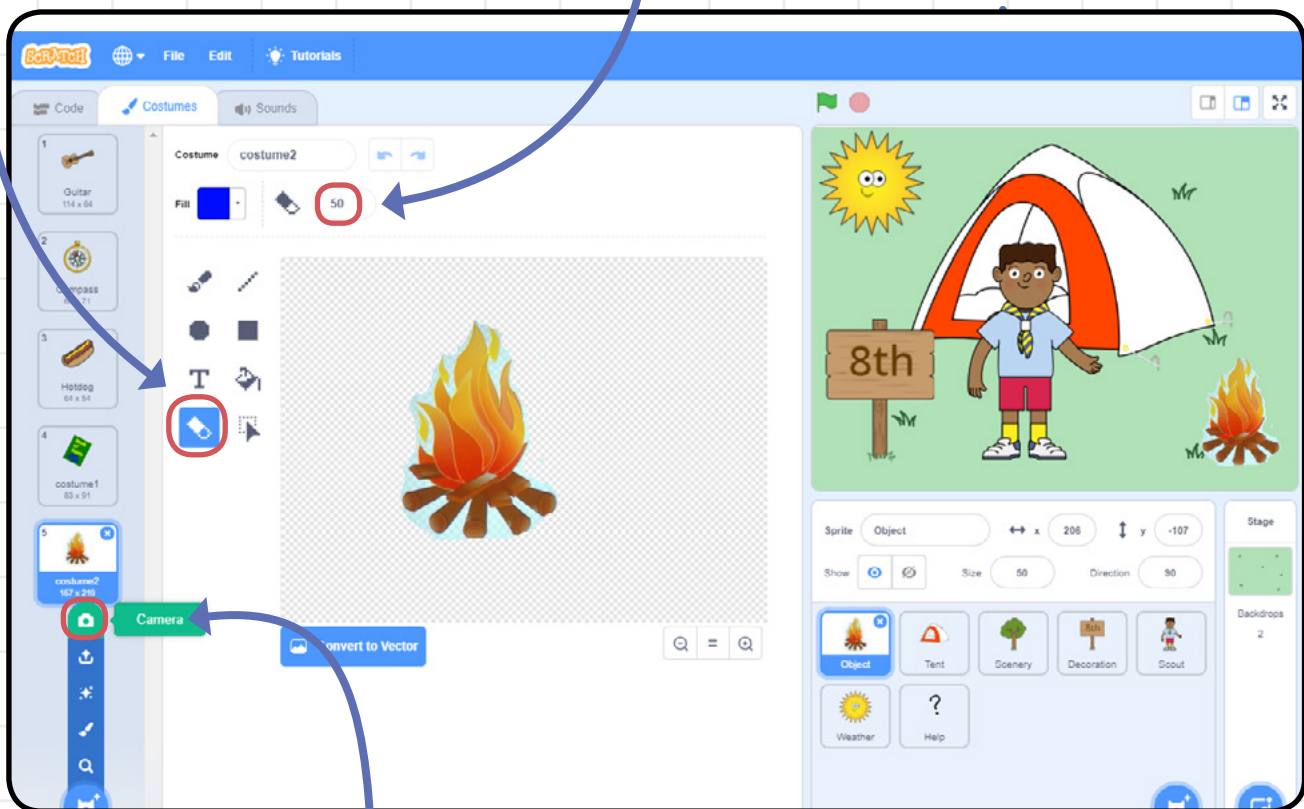 SCRATCH File Edit Tutorials
Code Costumes Sounds
Costume costume2
Fill 50
1
Guitar
114 x 64
2
Compass
3
Hotdog
64 x 54
4
costume1
83 x 91
5
costume2
167 x 210
Camera
T
Convert to Vector
=
8th
Sprite Object x 206 y -107
Show Size 50 Direction 90
Stage
Backdrops
2
8th
Object Tent Scenery Decoration Scout
?
Weather Help